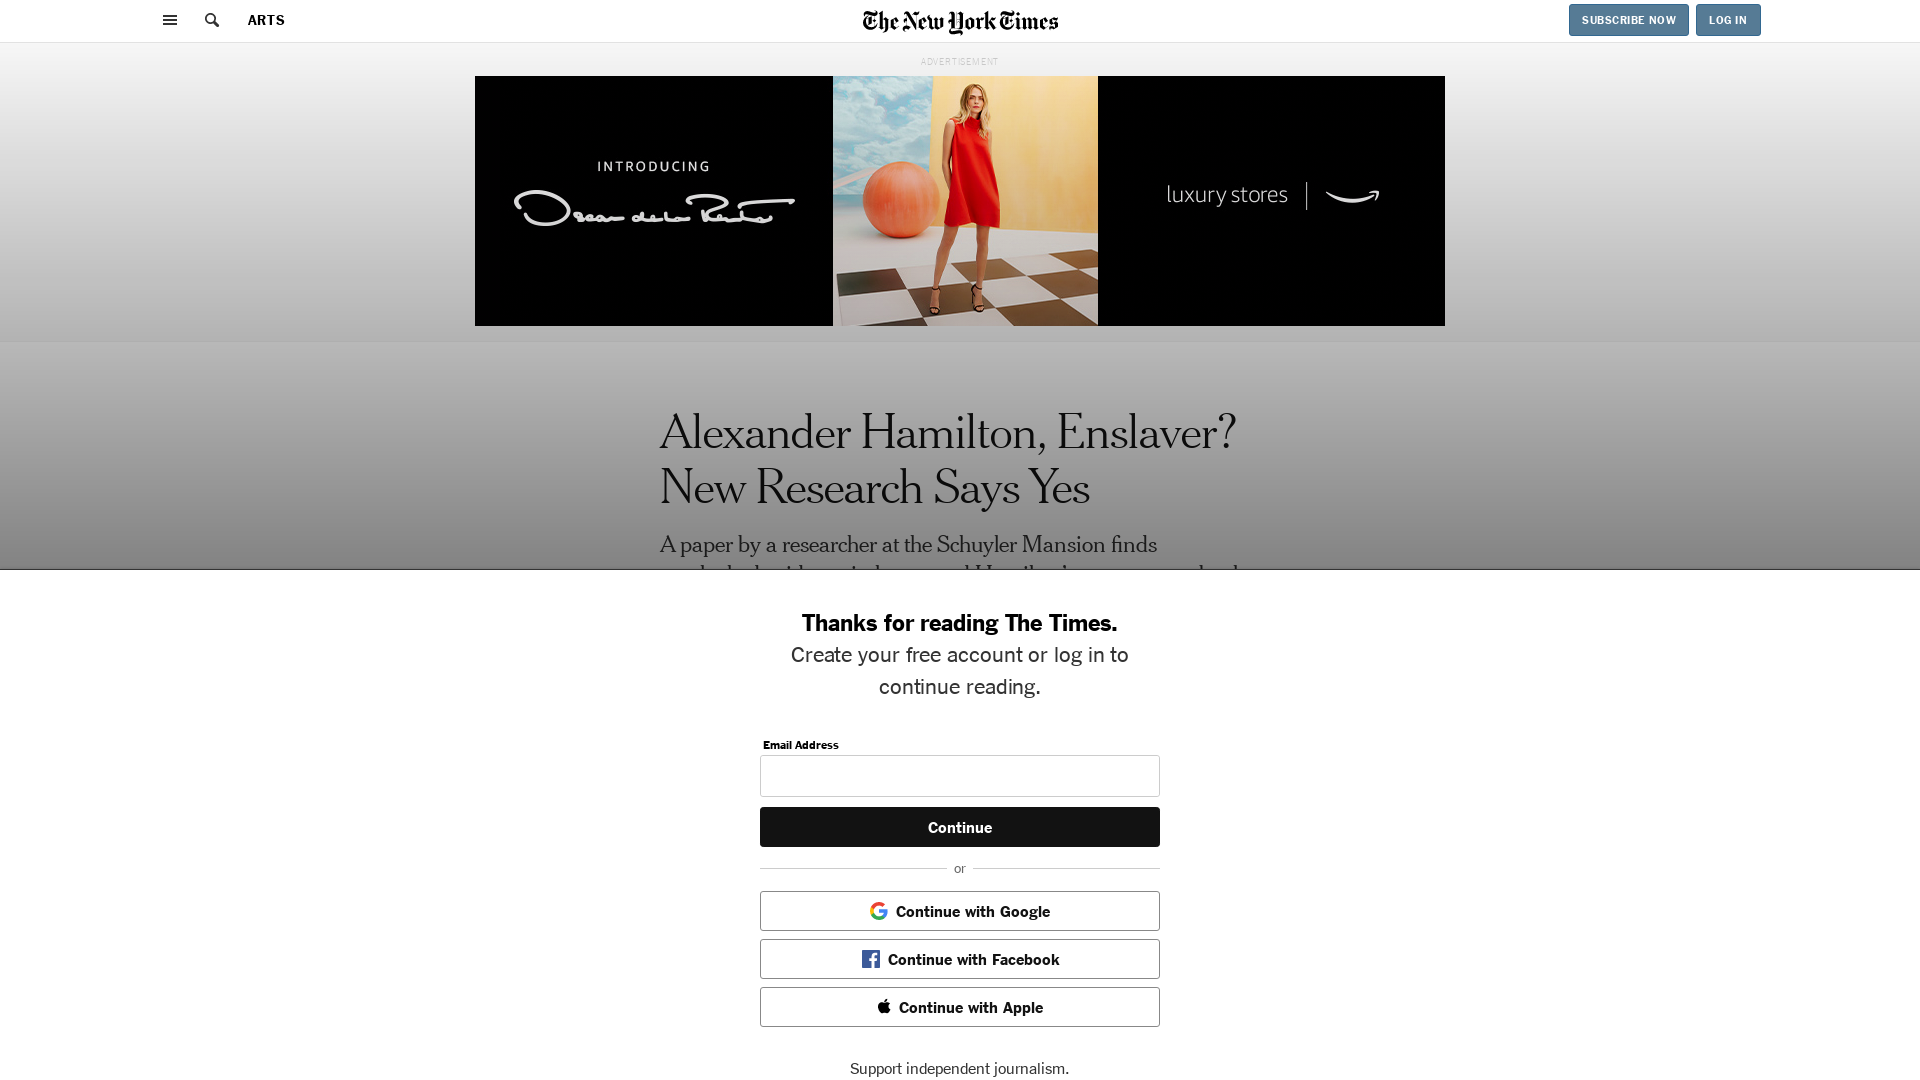 ARTS
The New York Times
SUBSCRIBE NOW
LOG IN
ADVERTISEMENT
INTRODUCING
Oscar de la Renta
luxury stores
Alexander Hamilton, Enslaver?
New Research Says Yes
A paper by a researcher at the Schuyler Mansion finds
Thanks for reading The Times.
Create your free account or log in to
continue reading.
Email Address
Continue
or
Continue with Google
Continue with Facebook
Continue with Apple
Support independent journalism.